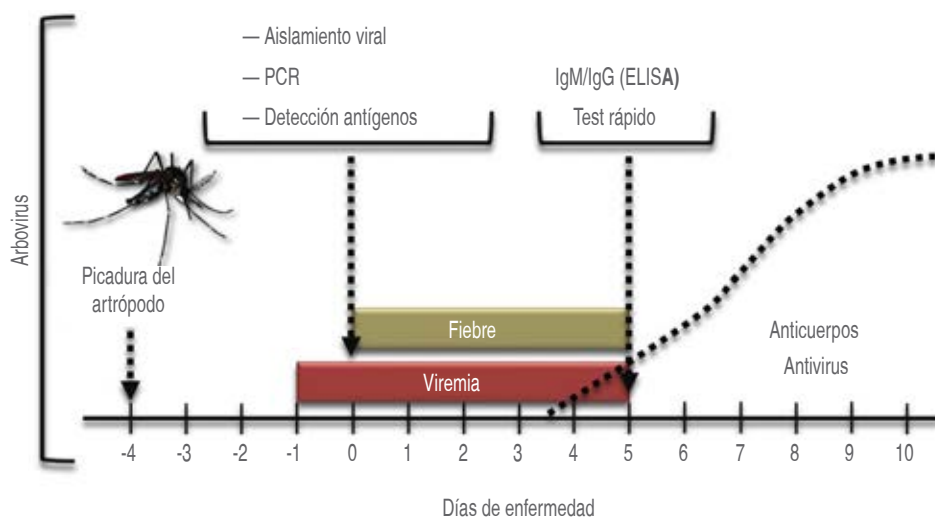 — Aislamiento viral
— PCR
— Detección antígenos
IgM/IgG (ELISA)
Test rápido
Arbovirus
Picadura del
artrópodo
Fiebre
Viremia
Anticuerpos
Antivirus
-4 -3 -2 -1 0 1 2 3 4 5 6 7 8 9 10
Días de enfermedad